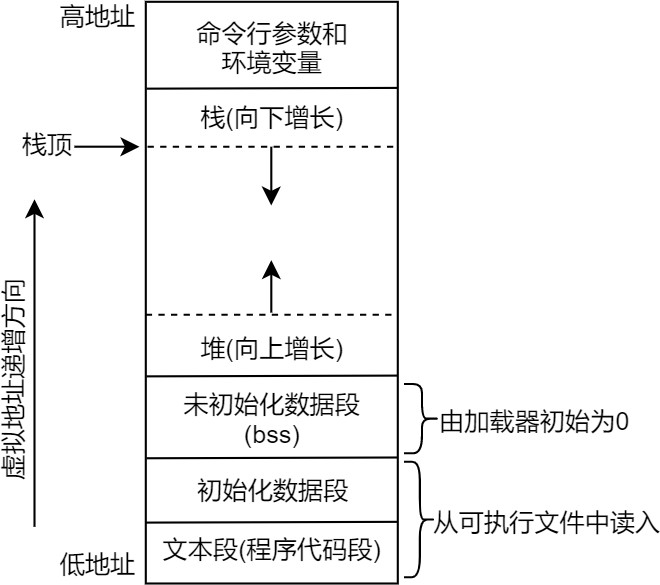 高地址
命令行参数和
环境变量
栈(向下增长)
栈顶
虚拟地址递增方向
堆(向上增长)
未初始化数据段
(bss)
由加载器初始为0
初始化数据段
从可执行文件中读入
文本段(程序代码段)
低地址